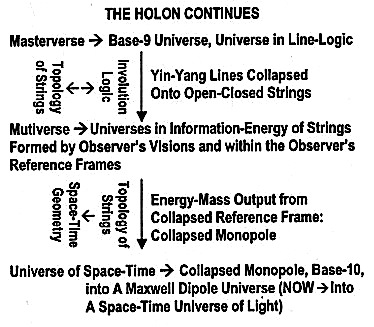 THE HOLON CONTINUES
Masterverse → Base-9 Universe, Universe in Line-Logic
Topology
of Strings
Involution
Logic
Yin-Yang Lines Collapsed
Onto Open-Closed Strings
Mutiverse → Universes in Information-Energy of Strings
Formed by Observer's Visions and within the Observer's
Reference Frames
Space-Time
Geometry
Topology of
Strings
Energy-Mass Output from
Collapsed Reference Frame:
Collapsed Monopole
Universe of Space-Time → Collapsed Monopole, Base-10,
into A Maxwell Dipole Universe (NOW → Into
A Space-Time Universe of Light)